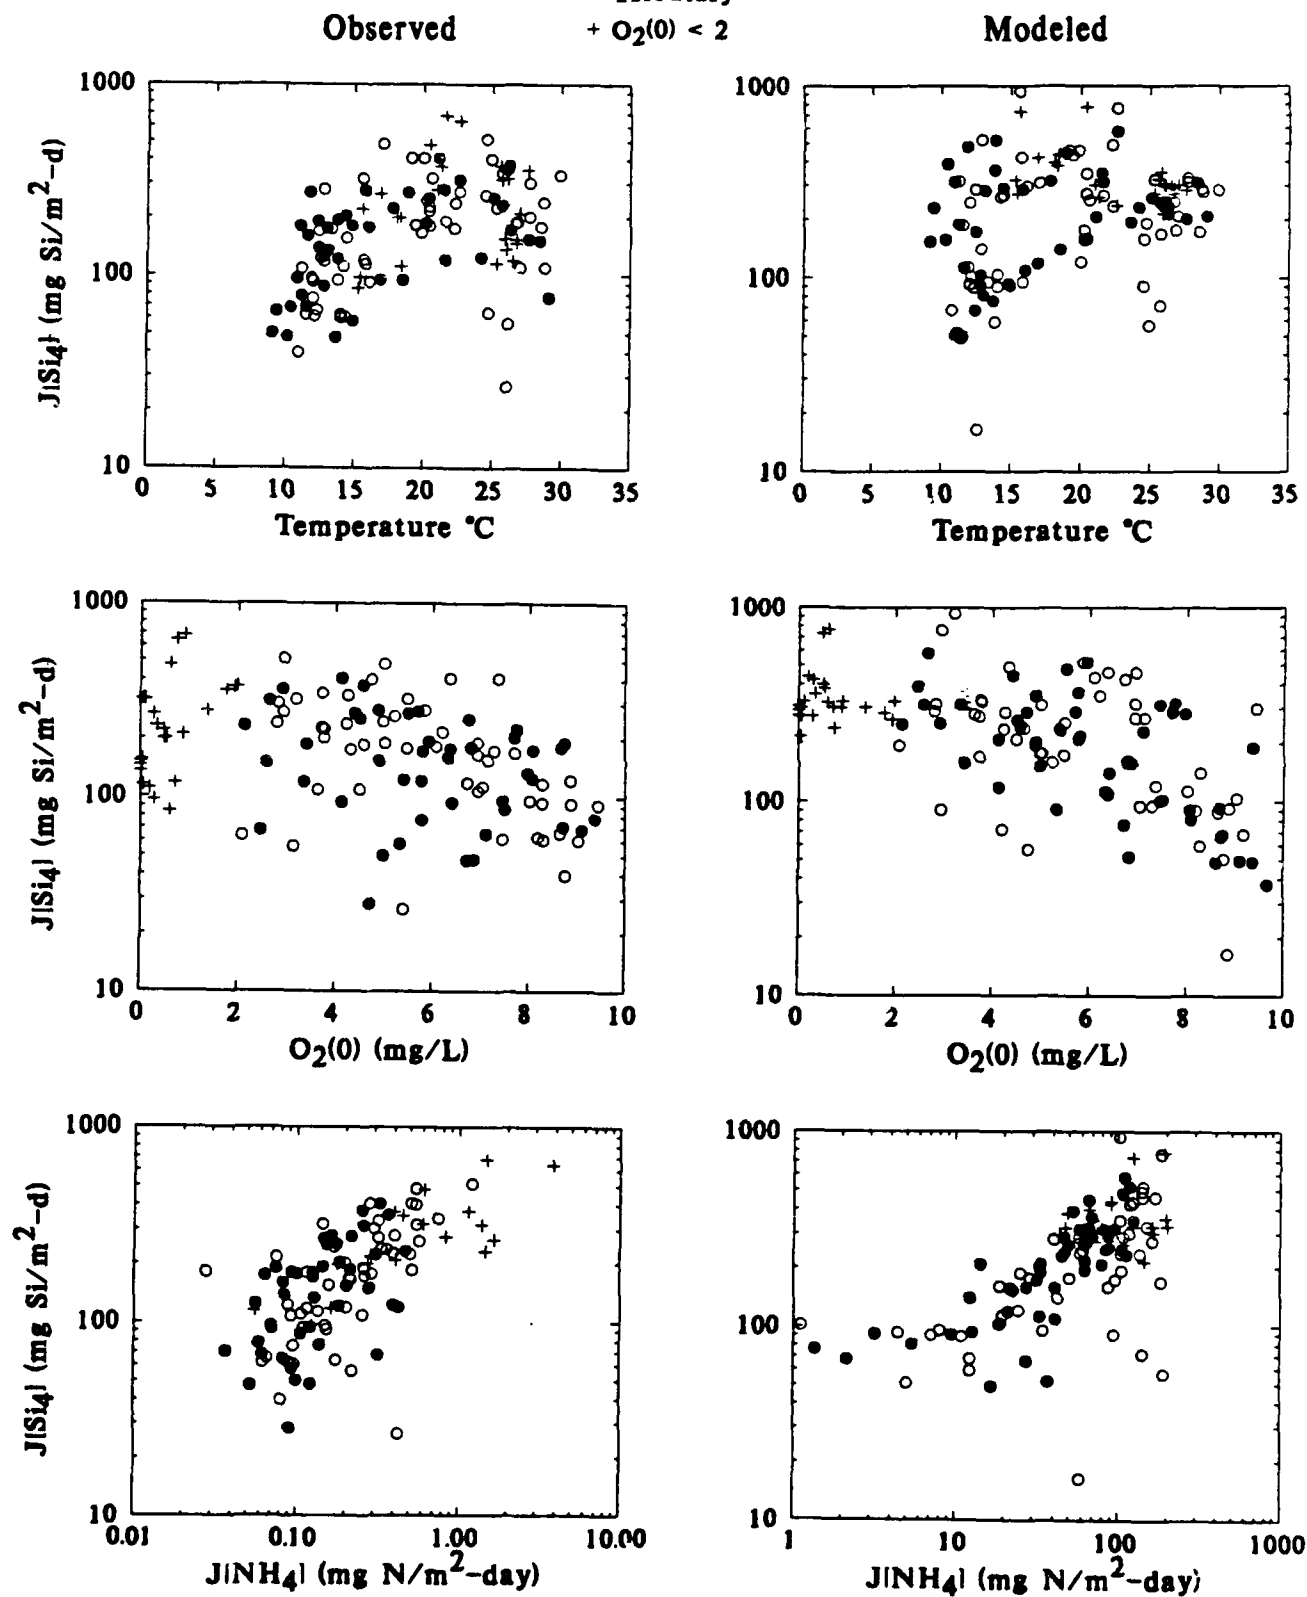 Observed
+ O2(0) < 2
Modeled
1000
100
10
J[Si4] (mg Si/m2-d)
0 5 10 15 20 25 30 35
Temperature °C
1000
100
10
0 5 10 15 20 25 30 35
Temperature °C
1000
100
10
J[Si4] (mg Si/m2-d)
0 2 4 6 8 10
O2(0) (mg/L)
1000
100
10
0 2 4 6 8 10
O2(0) (mg/L)
1000
100
10
J[Si4] (mg Si/m2-d)
0.01 0.10 1.00 10.00
J[NH4] (mg N/m2-day)
1000
100
10
1 10 100 1000
J[NH4] (mg N/m2-day)